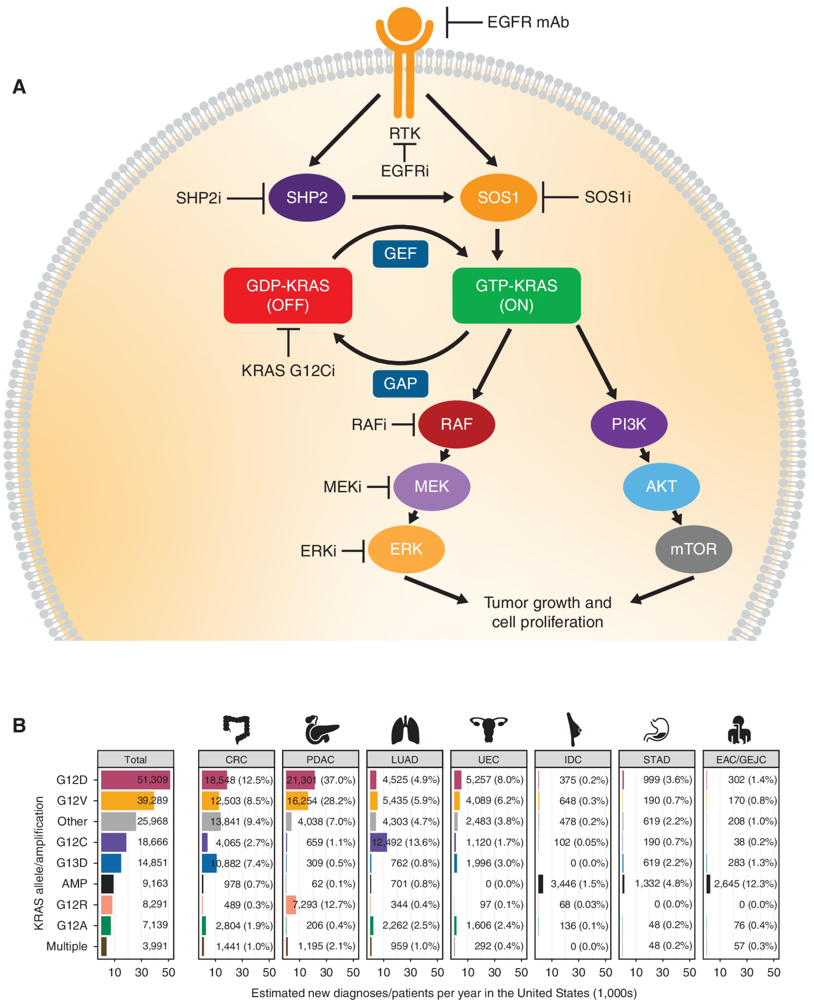 EGFR mAb
A
RTK
EGFRi
SHP2i
SHP2
SOS1
SOS1i
GEF
GDP-KRAS
(OFF)
GTP-KRAS
(ON)
KRAS G12Ci
GAP
RAFi
RAF
PI3K
MEKi
MEK
AKT
ERKi
ERK
mTOR
Tumor growth and
cell proliferation
B
Total CRC PDAC LUAD UEC IDC STAD EAC/GEJC
KRAS allele/amplification
G12D 51,309 18,548 (12.5%) 21,301 (37.0%) 4,525 (4.9%) 5,257 (8.0%) 375 (0.2%) 999 (3.6%) 302 (1.4%)
G12V 39,289 12,503 (8.5%) 16,254 (28.2%) 5,435 (5.9%) 4,089 (6.2%) 648 (0.3%) 190 (0.7%) 170 (0.8%)
Other 25,968 13,841 (9.4%) 4,038 (7.0%) 4,303 (4.7%) 2,483 (3.8%) 478 (0.2%) 619 (2.2%) 208 (1.0%)
G12C 18,666 4,065 (2.7%) 659 (1.1%) 12,492 (13.6%) 1,120 (1.7%) 102 (0.05%) 190 (0.7%) 38 (0.2%)
G13D 14,851 10,882 (7.4%) 309 (0.5%) 762 (0.8%) 1,996 (3.0%) 0 (0.0%) 619 (2.2%) 283 (1.3%)
AMP 9,163 978 (0.7%) 62 (0.1%) 701 (0.8%) 0 (0.0%) 3,446 (1.5%) 1,332 (4.8%) 2,645 (12.3%)
G12R 8,291 489 (0.3%) 7,293 (12.7%) 344 (0.4%) 97 (0.1%) 68 (0.03%) 0 (0.0%) 0 (0.0%)
G12A 7,139 2,804 (1.9%) 206 (0.4%) 2,262 (2.5%) 1,606 (2.4%) 136 (0.1%) 48 (0.2%) 76 (0.4%)
Multiple 3,991 1,441 (1.0%) 1,195 (2.1%) 959 (1.0%) 292 (0.4%) 0 (0.0%) 48 (0.2%) 57 (0.3%)
10 30 50 10 30 50 10 30 50 10 30 50 10 30 50 10 30 50 10 30 50 10 30 50
Estimated new diagnoses/patients per year in the United States (1,000s)